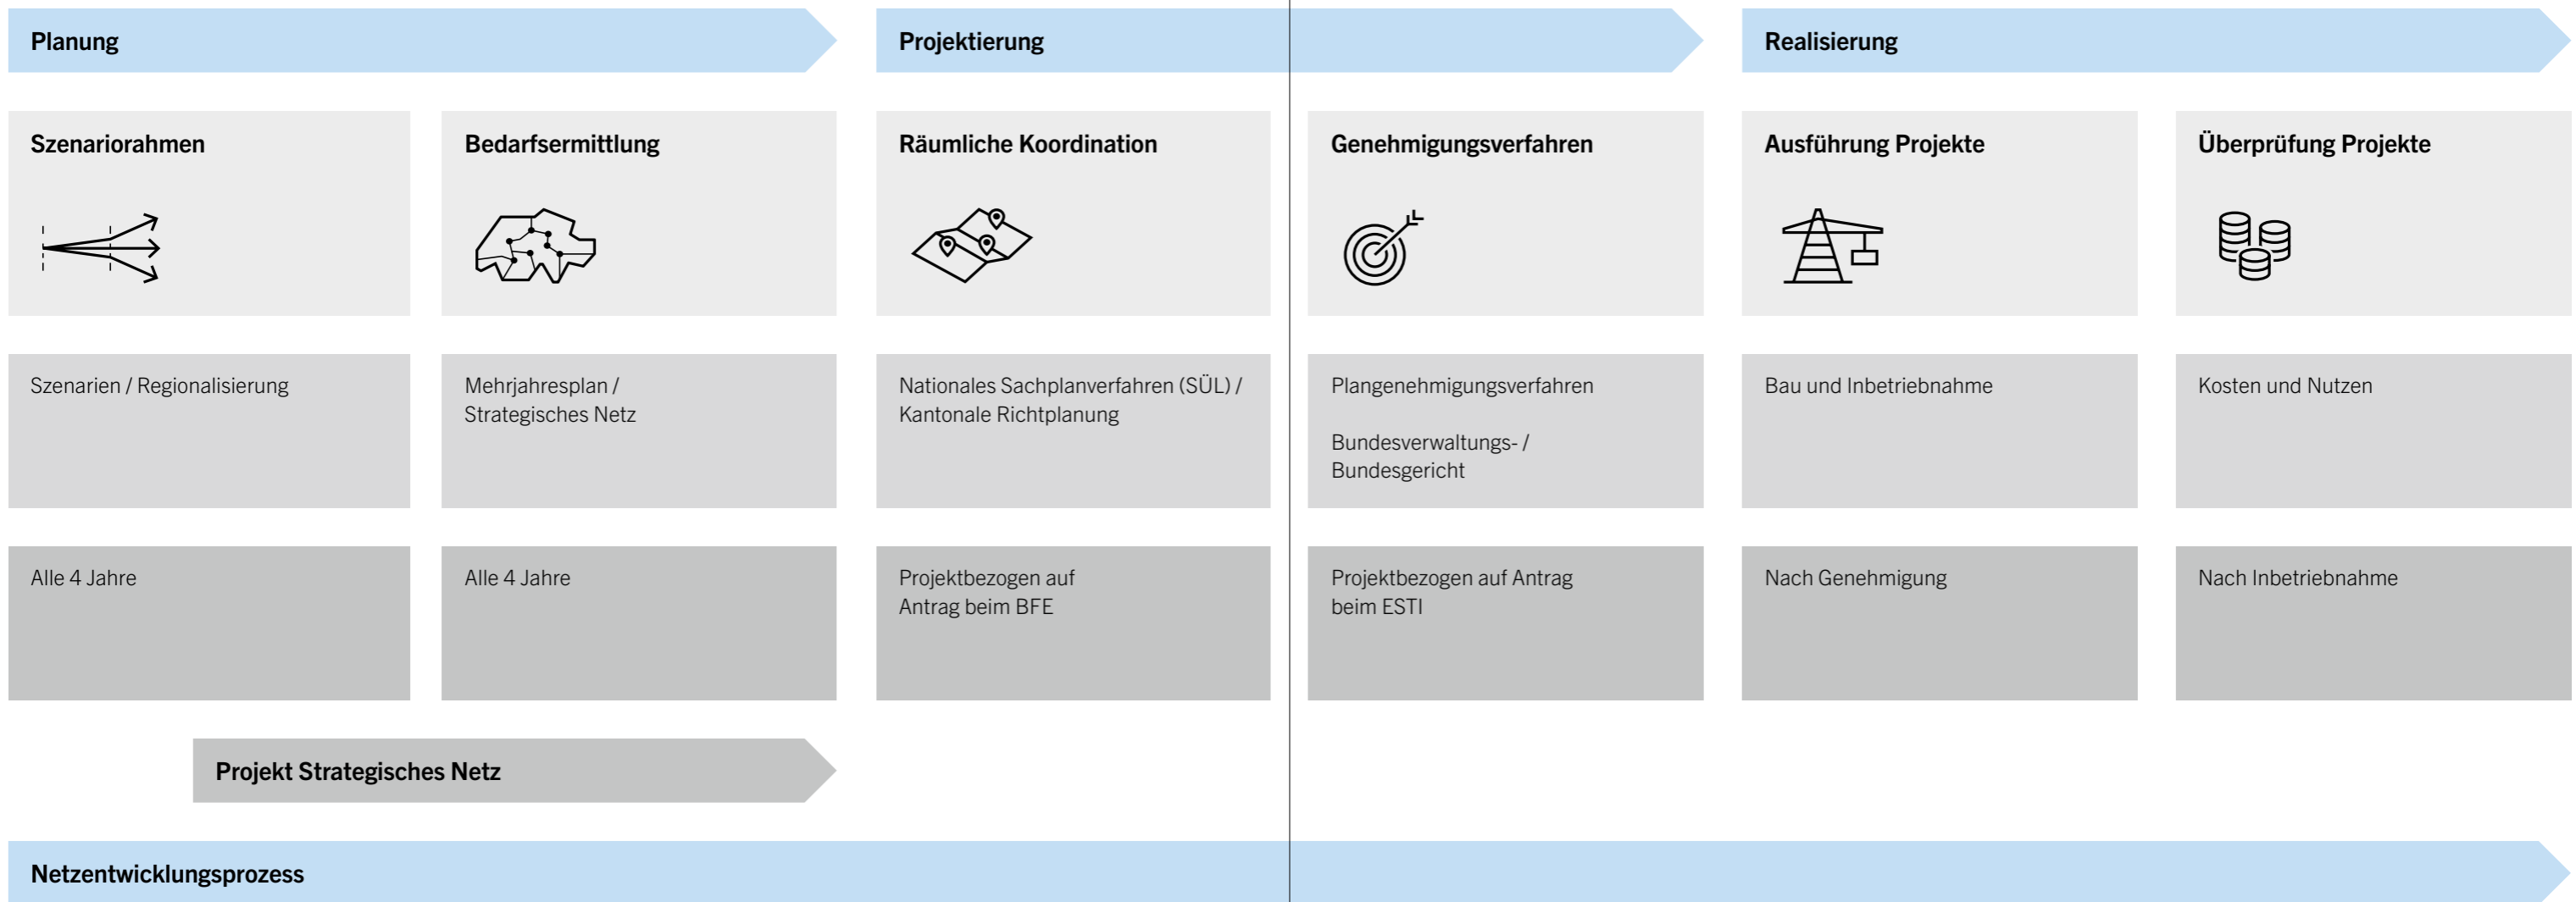 Planung
Projektierung
Realisierung
Szenariorahmen
Bedarfsermittlung
Räumliche Koordination
Genehmigungsverfahren
Ausführung Projekte
Überprüfung Projekte
Szenarien / Regionalisierung
Mehrjahresplan /
Strategisches Netz
Nationales Sachplanverfahren (SÜL) /
Kantonale Richtplanung
Plangenehmigungsverfahren
Bundesverwaltungs- /
Bundesgericht
Bau und Inbetriebnahme
Kosten und Nutzen
Alle 4 Jahre
Alle 4 Jahre
Projektbezogen auf
Antrag beim BFE
Projektbezogen auf Antrag
beim ESTI
Nach Genehmigung
Nach Inbetriebnahme
Projekt Strategisches Netz
Netzentwicklungsprozess